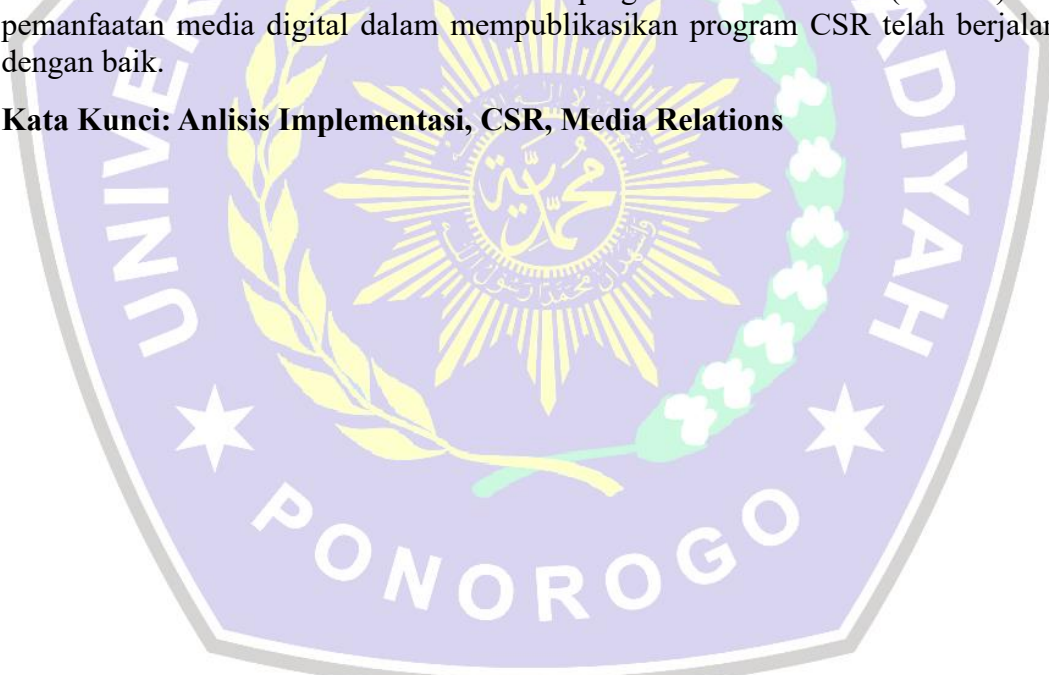 pemanfaatan media digital dalam mempublikasikan program CSR telah berjalan
dengan baik.
Kata Kunci: Anlisis Implementasi, CSR, Media Relations
PONOROGO